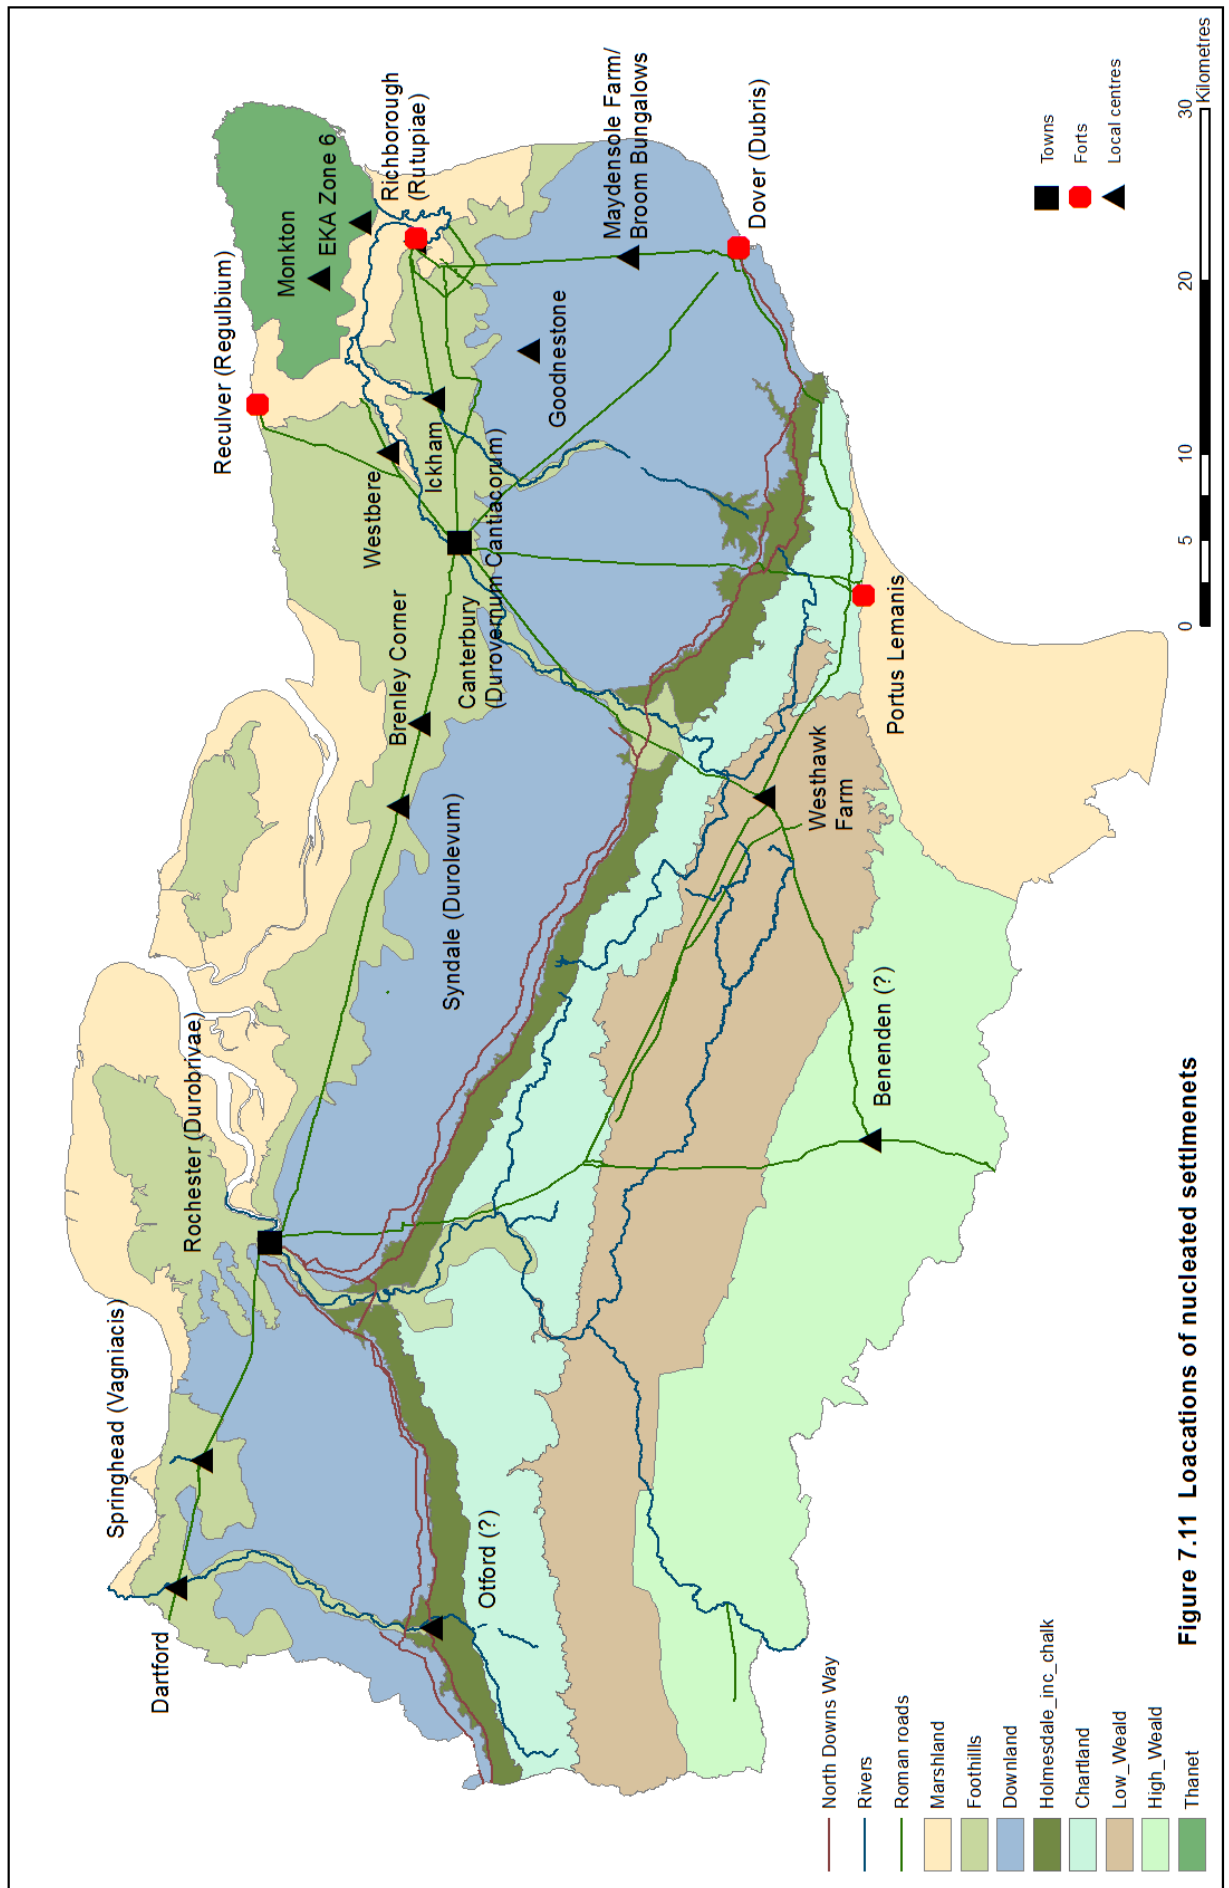 Springhead (Vagniacis)
Dartford
Rochester (Durobrivae)
Otford (?)
Syndale (Durolevum)
Brenley Corner
Canterbury
(Durovernum Cantiacorum)
Westbere
Ickham
Reculver (Regulbium)
Monkton
EKA Zone 6
Richborough
(Rutupiae)
Goodnestone
Maydensole Farm/
Broom Bungalows
Dover (Dubris)
Portus Lemanis
Westhawk
Farm
Benenden (?)
North Downs Way
Rivers
Roman roads
Marshland
Foothillls
Downland
Holmesdale_inc_chalk
Chartland
Low_Weald
High_Weald
Thanet
Towns
Forts
Local centres
0 5 10 20 30
Kilometres
Figure 7.11 Loacations of nucleated settlmenets